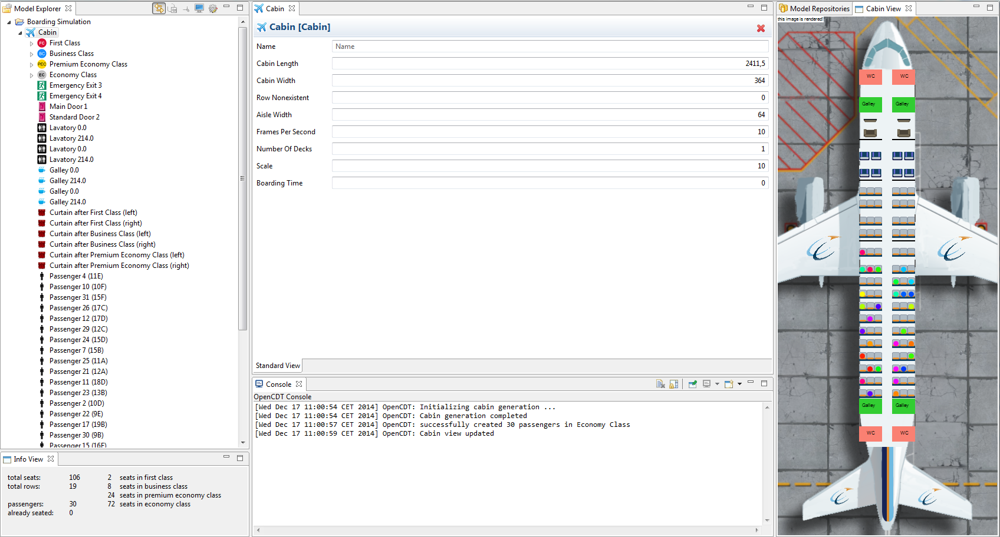 Model Explorer
Boarding Simulation
Cabin
FC First Class
BC Business Class
PEC Premium Economy Class
EC Economy Class
Emergency Exit 3
Emergency Exit 4
Main Door 1
Standard Door 2
Lavatory 0.0
Lavatory 214.0
Lavatory 0.0
Lavatory 214.0
Galley 0.0
Galley 214.0
Galley 0.0
Galley 214.0
Curtain after First Class (left)
Curtain after First Class (right)
Curtain after Business Class (left)
Curtain after Business Class (right)
Curtain after Premium Economy Class (left)
Curtain after Premium Economy Class (right)
Passenger 4 (11E)
Passenger 10 (10F)
Passenger 31 (15F)
Passenger 26 (17C)
Passenger 12 (17D)
Passenger 29 (12C)
Passenger 24 (15D)
Passenger 7 (15B)
Passenger 25 (11A)
Passenger 21 (12A)
Passenger 11 (18D)
Passenger 23 (13B)
Passenger 2 (10D)
Passenger 22 (9E)
Passenger 17 (19B)
Passenger 30 (9B)
Passenger 15 (16F)
Info View
total seats: 106 2 seats in first class
total rows: 19 8 seats in business class
24 seats in premium economy class
passengers: 30 72 seats in economy class
already seated: 0
Cabin
Cabin [Cabin]
Name Name
Cabin Length 2411,5
Cabin Width 364
Row Nonexistent 0
Aisle Width 64
Frames Per Second 10
Number Of Decks 1
Scale 10
Boarding Time 0
Standard View
Console
OpenCDT Console
[Wed Dec 17 11:00:54 CET 2014] OpenCDT: Initializing cabin generation ...
[Wed Dec 17 11:00:54 CET 2014] OpenCDT: Cabin generation completed
[Wed Dec 17 11:00:57 CET 2014] OpenCDT: successfully created 30 passengers in Economy Class
[Wed Dec 17 11:00:59 CET 2014] OpenCDT: Cabin view updated
Model Repositories Cabin View
this image is rendered!
WC WC
Galley Galley
Galley Galley
WC WC